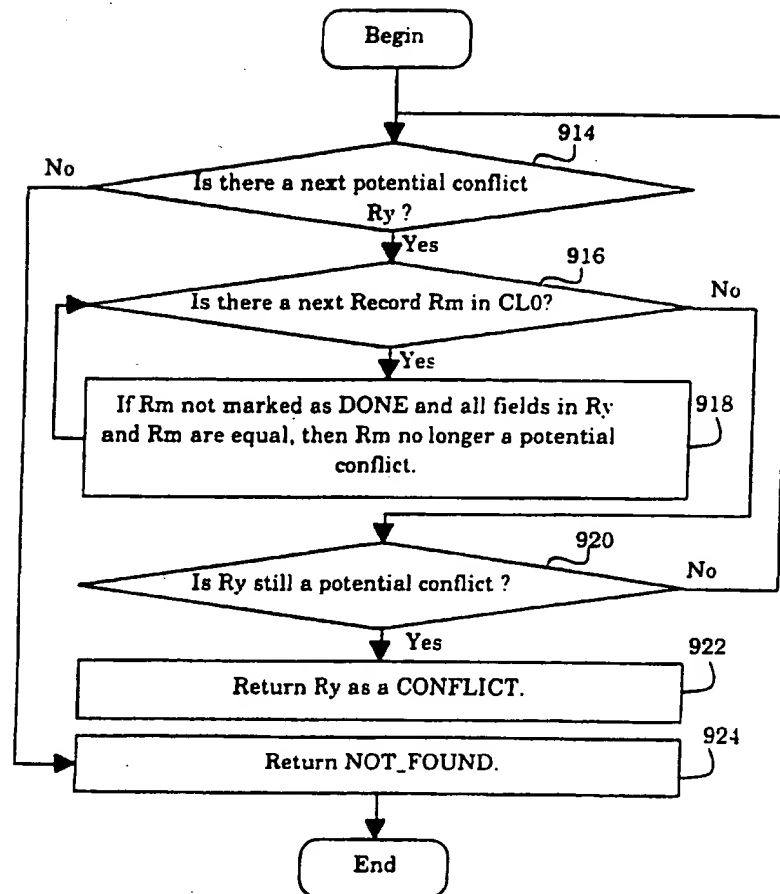 Begin
914
No
Is there a next potential conflict
Ry ?
Yes
916
Is there a next Record Rm in CL0?
No
Yes
If Rm not marked as DONE and all fields in Ry
and Rm are equal, then Rm no longer a potential
conflict.
918
920
Is Ry still a potential conflict ?
No
Yes
922
Return Ry as a CONFLICT.
924
Return NOT_FOUND.
End